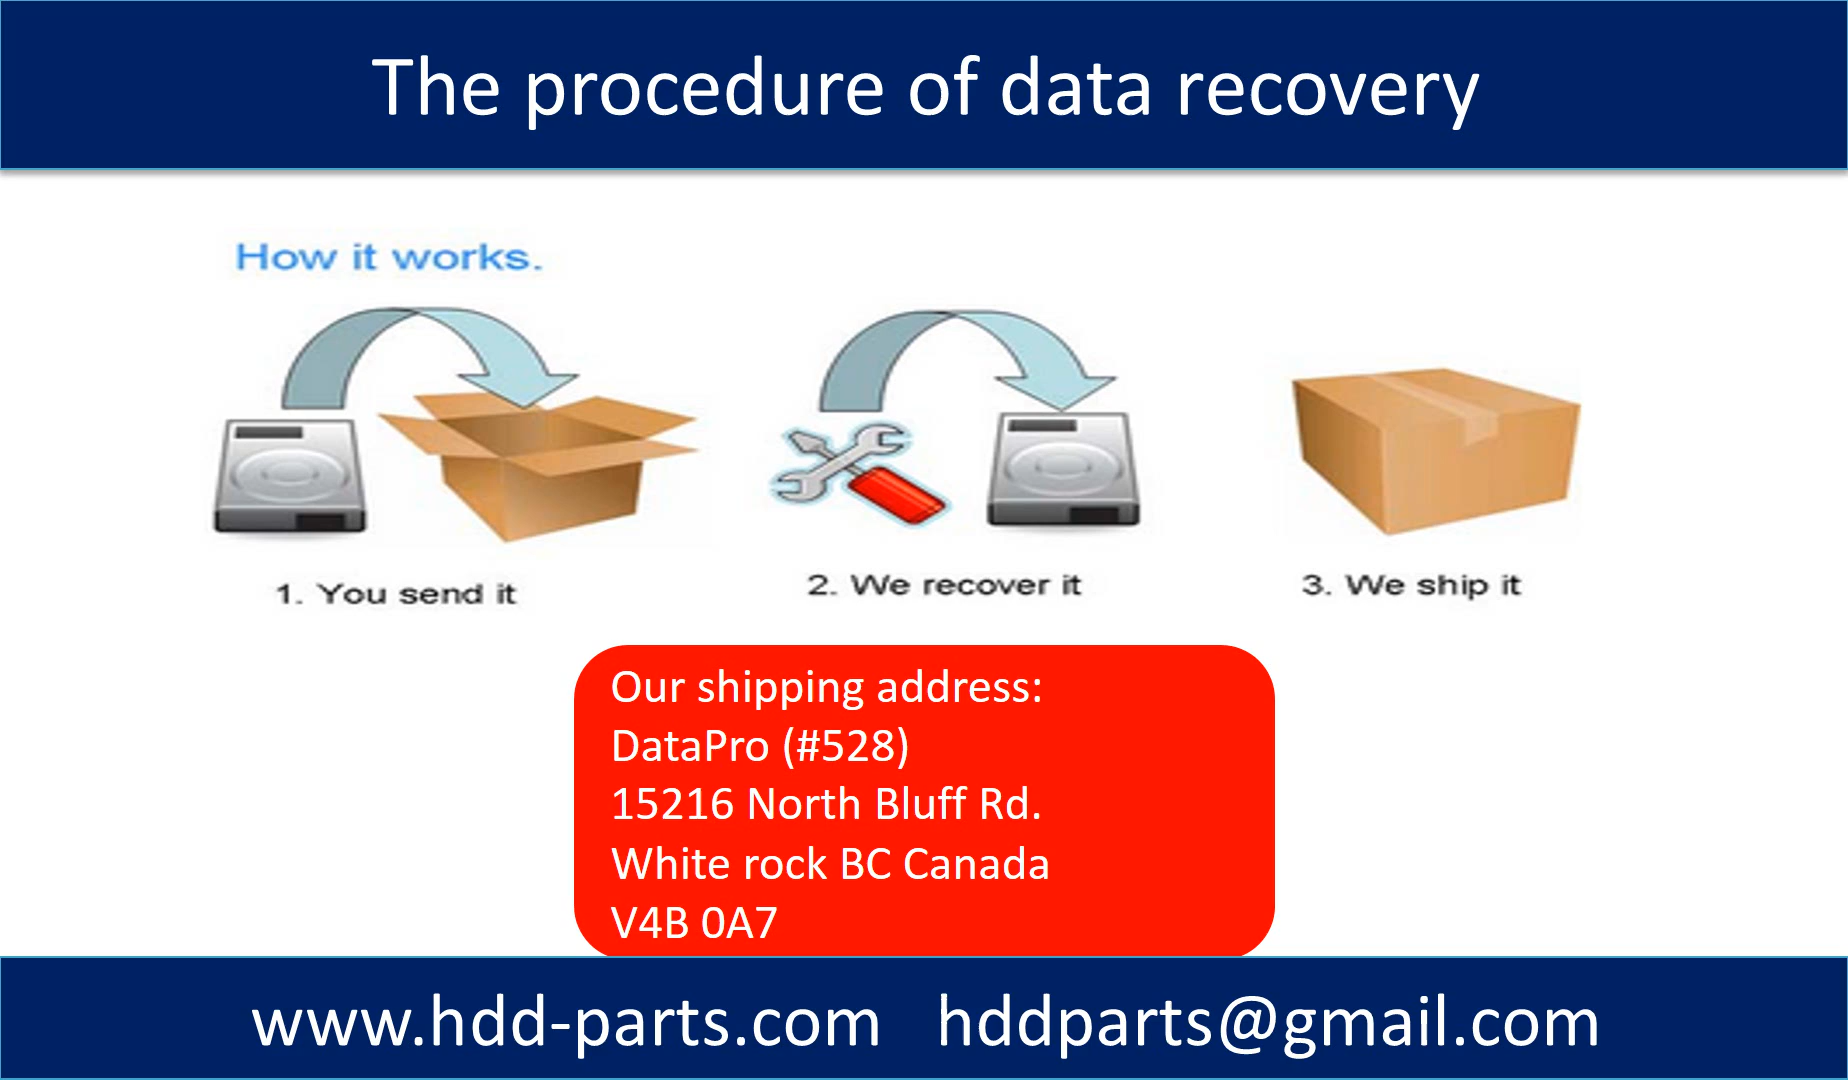 The procedure of data recovery
How it works.
1. You send it
2. We recover it
3. We ship it
Our shipping address:
DataPro (#528)
15216 North Bluff Rd.
White rock BC Canada
V4B 0A7
www.hdd-parts.com hddparts@gmail.com